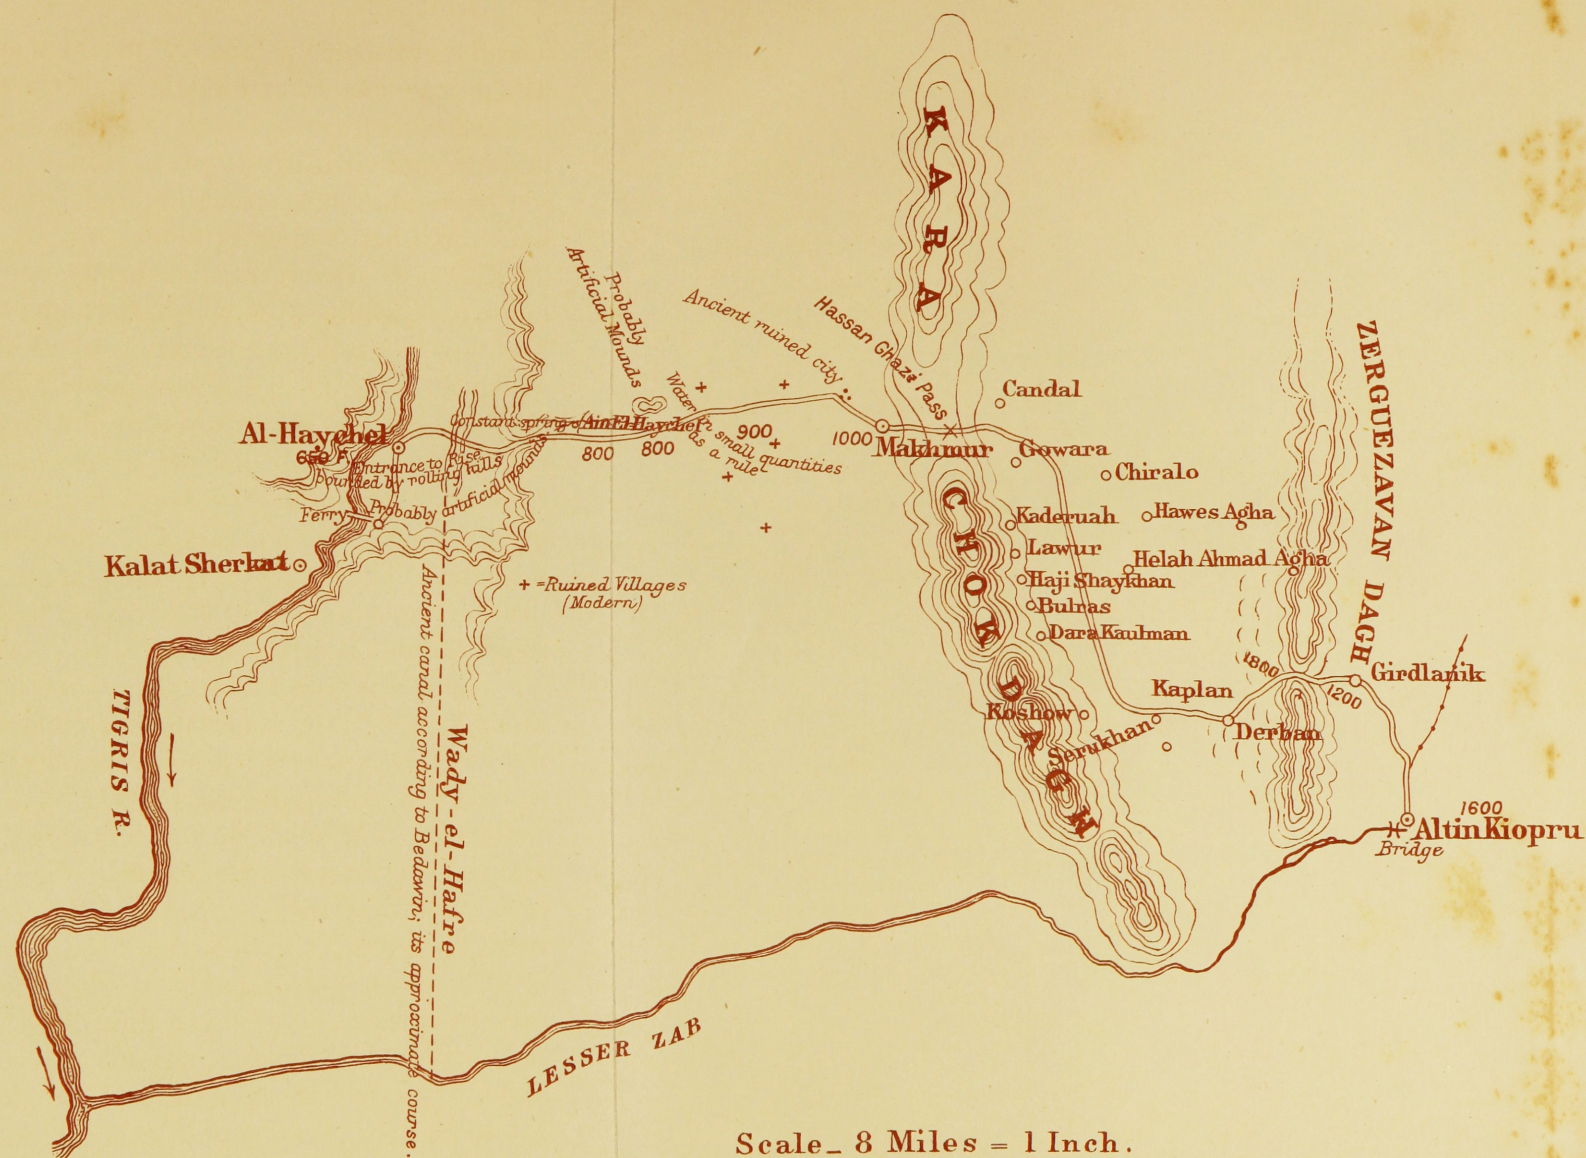 KARA
CHOK DAGH
ZERGUEZAVAN DAGH
Probably
Artificial Mounds
Ancient ruined city
Hassan Ghazi Pass
Candal
Al-Haychel
650 F.
Constant spring of Ain El-Haychel
Water in small quantities
as a rule
800
800
900
1000
Makhmur
Gowara
Chiralo
Entrance to Rise
bounded by rolling hills
Probably artificial mounds
Ferry
Kaderuah
Hawes Agha
Lawur
Helah Ahmad Agha
Kalat Sherkat
+ =Ruined Villages
(Modern)
Haji Shaykhan
Bulras
Dara Kaulman
1800
1200
Girdlanik
Kaplan
Koshow
Serukhan
Derban
TIGRIS R.
Wady-el-Hafre
Ancient canal according to Bedawin; its approximate course.
1600
Altin Kiopru
Bridge
LESSER ZAB
Scale_ 8 Miles = 1 Inch.